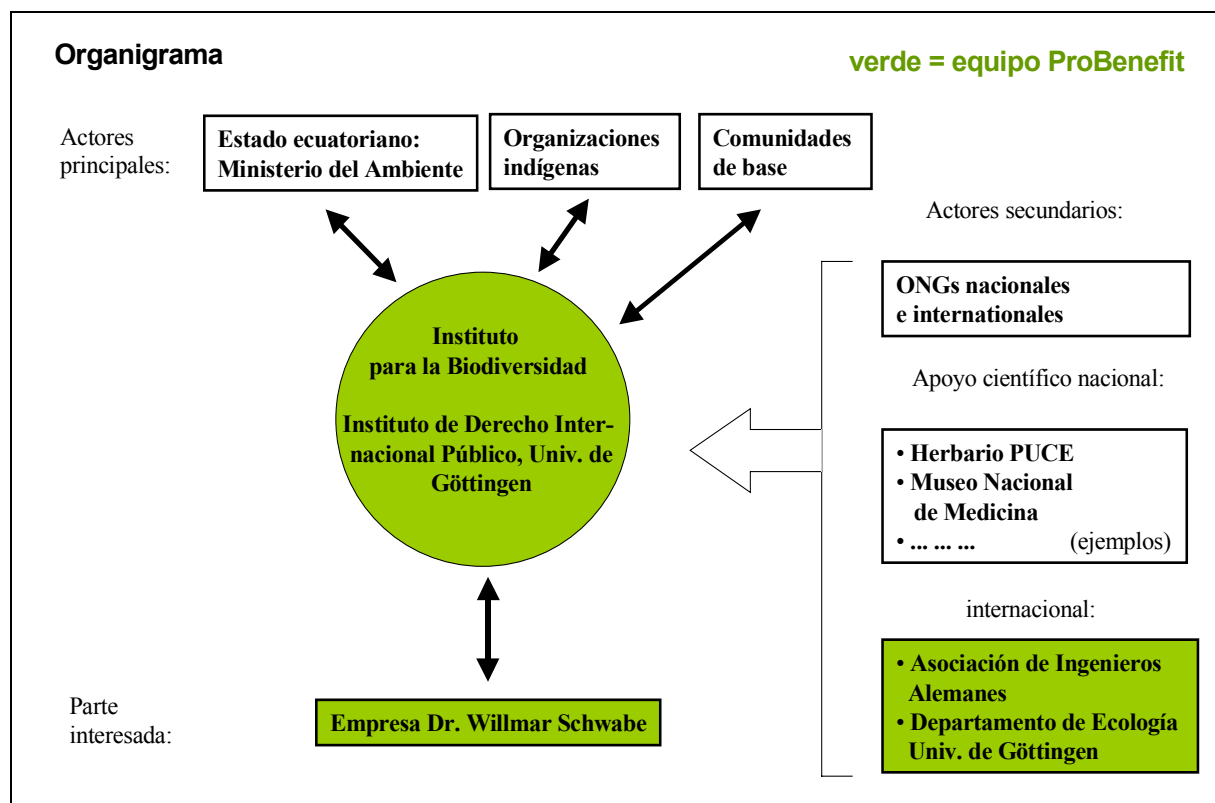 Organigrama
verde = equipo ProBenefit
Actores
principales:
Estado ecuatoriano:
Ministerio del Ambiente
Organizaciones
indígenas
Comunidades
de base
Actores secundarios:
ONGs nacionales
e internationales
Instituto
para la Biodiversidad
Instituto de Derecho Inter-
nacional Público, Univ. de
Göttingen
Apoyo científico nacional:
• Herbario PUCE
• Museo Nacional
de Medicina
• ... ... ... (ejemplos)
internacional:
• Asociación de Ingenieros
Alemanes
• Departamento de Ecología
Univ. de Göttingen
Parte
interesada:
Empresa Dr. Willmar Schwabe